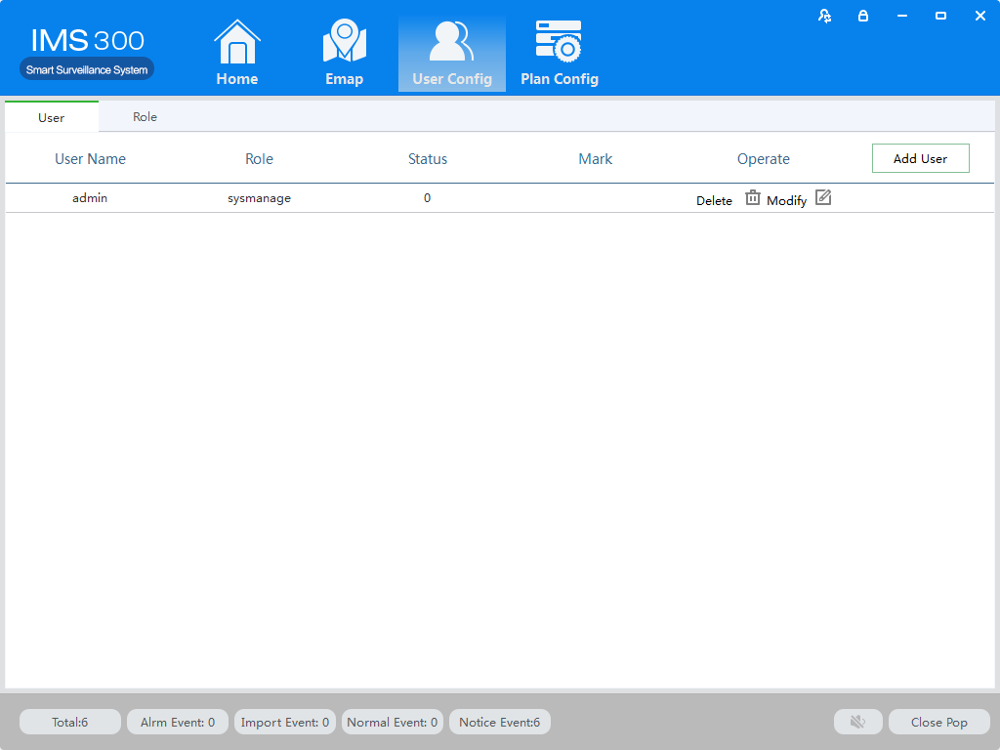 IMS 300
Smart Surveillance System
Home
Emap
User Config
Plan Config
User
Role
User Name
Role
Status
Mark
Operate
Add User
admin
sysmanage
0
Delete
Modify
Total:6
Alrm Event: 0
Import Event: 0
Normal Event: 0
Notice Event:6
Close Pop